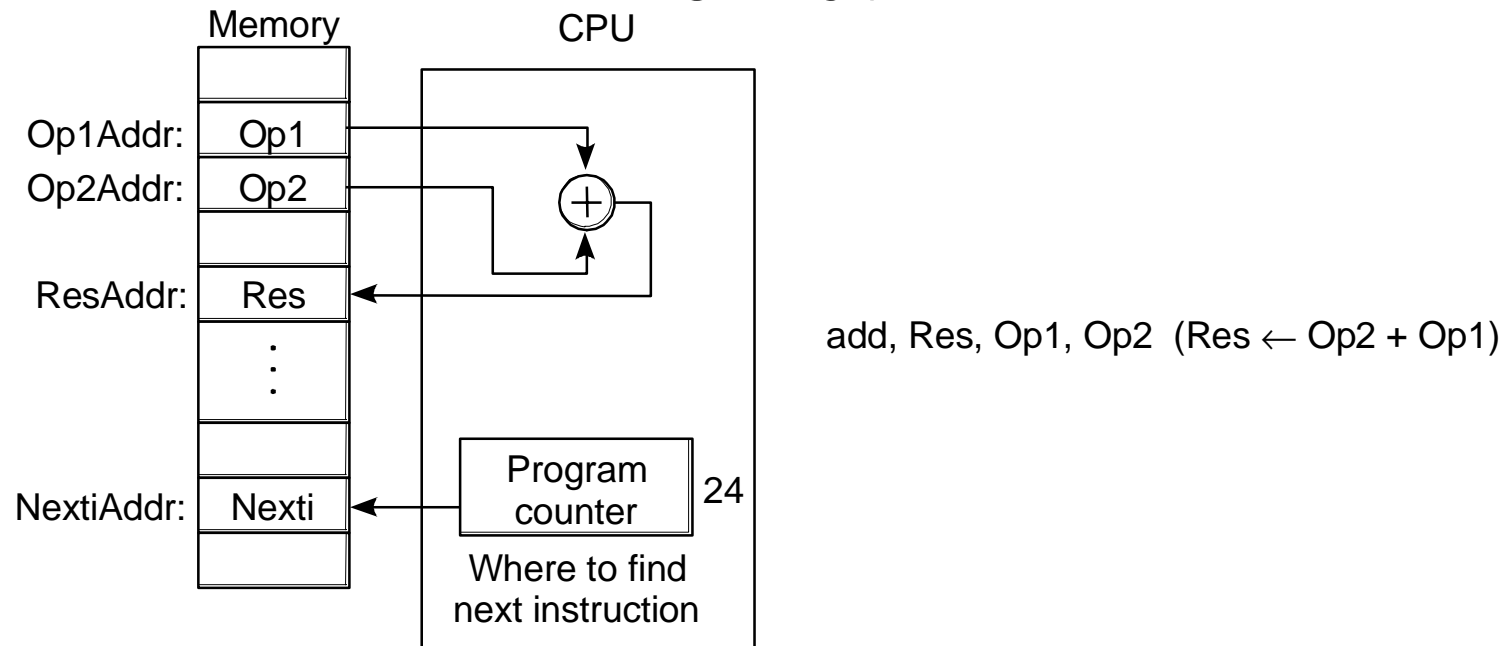 Memory
CPU
Op1Addr:
Op1
Op2Addr:
Op2
+
ResAddr:
Res
add, Res, Op1, Op2 (Res ← Op2 + Op1)
NextiAddr:
Nexti
Program
counter
24
Where to find
next instruction